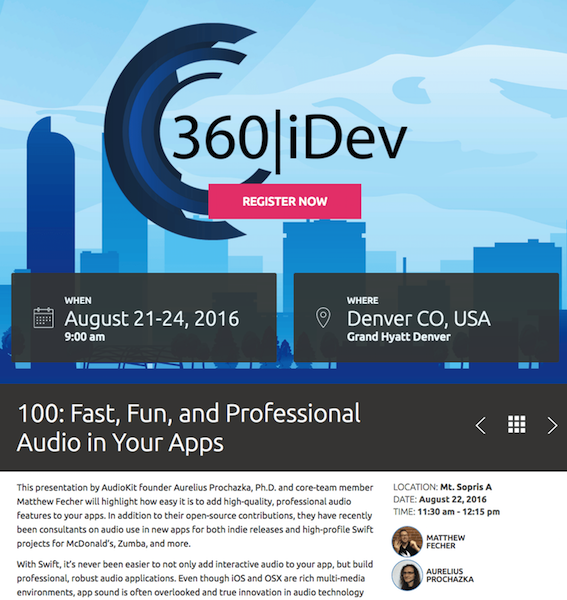 360|iDev
REGISTER NOW
WHEN
August 21-24, 2016
9:00 am
WHERE
Denver CO, USA
Grand Hyatt Denver
100: Fast, Fun, and Professional
Audio in Your Apps
This presentation by AudioKit founder Aurelius Prochazka, Ph.D. and core-team member
Matthew Fecher will highlight how easy it is to add high-quality, professional audio
features to your apps. In addition to their open-source contributions, they have recently
been consultants on audio use in new apps for both indie releases and high-profile Swift
projects for McDonald's, Zumba, and more.
With Swift, it's never been easier to not only add interactive audio to your app, but build
professional, robust audio applications. Even though iOS and OSX are rich multi-media
environments, app sound is often overlooked and true innovation in audio technology
LOCATION: Mt. Sopris A
DATE: August 22, 2016
TIME: 11:30 am - 12:15 pm
MATTHEW
FECHER
AURELIUS
PROCHAZKA